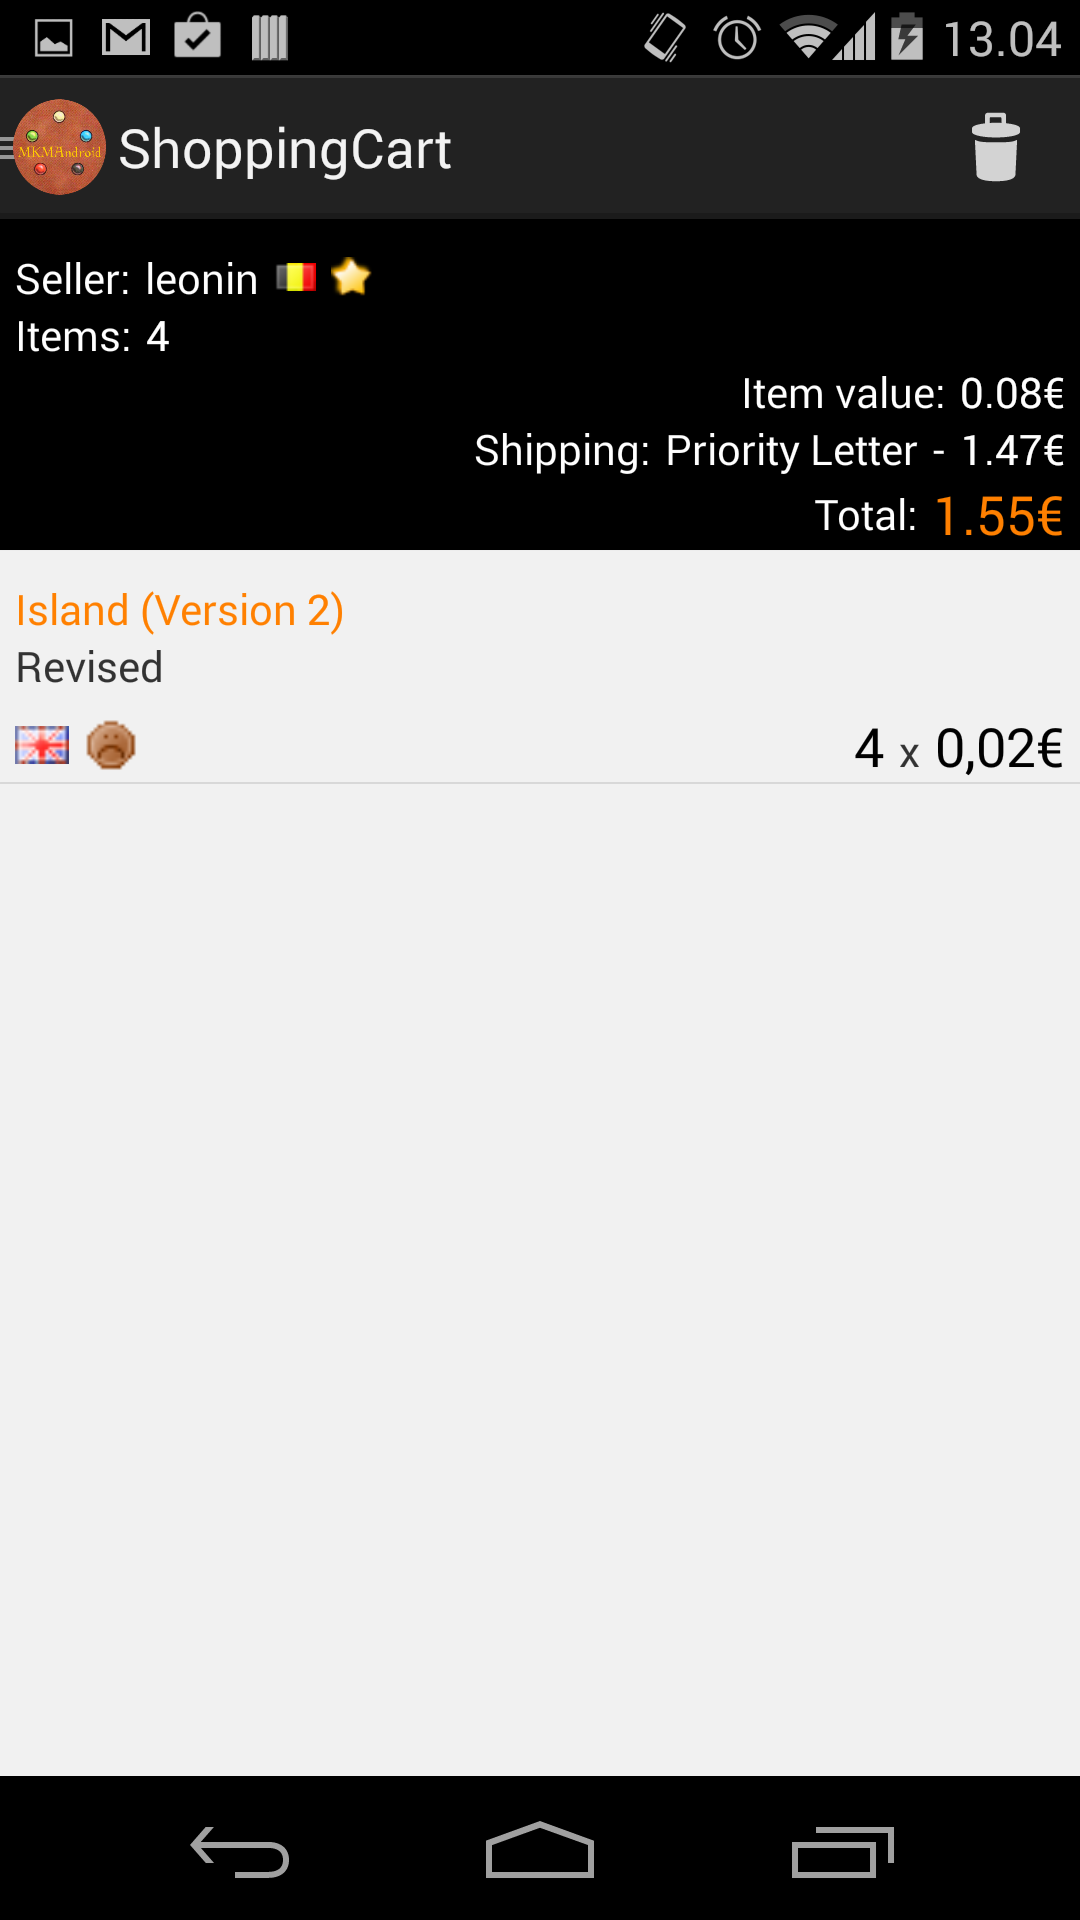 13.04
MKMAndroid
ShoppingCart
Seller: leonin
Items: 4
Item value: 0.08€
Shipping: Priority Letter - 1.47€
Total: 1.55€
Island (Version 2)
Revised
4 x 0,02€